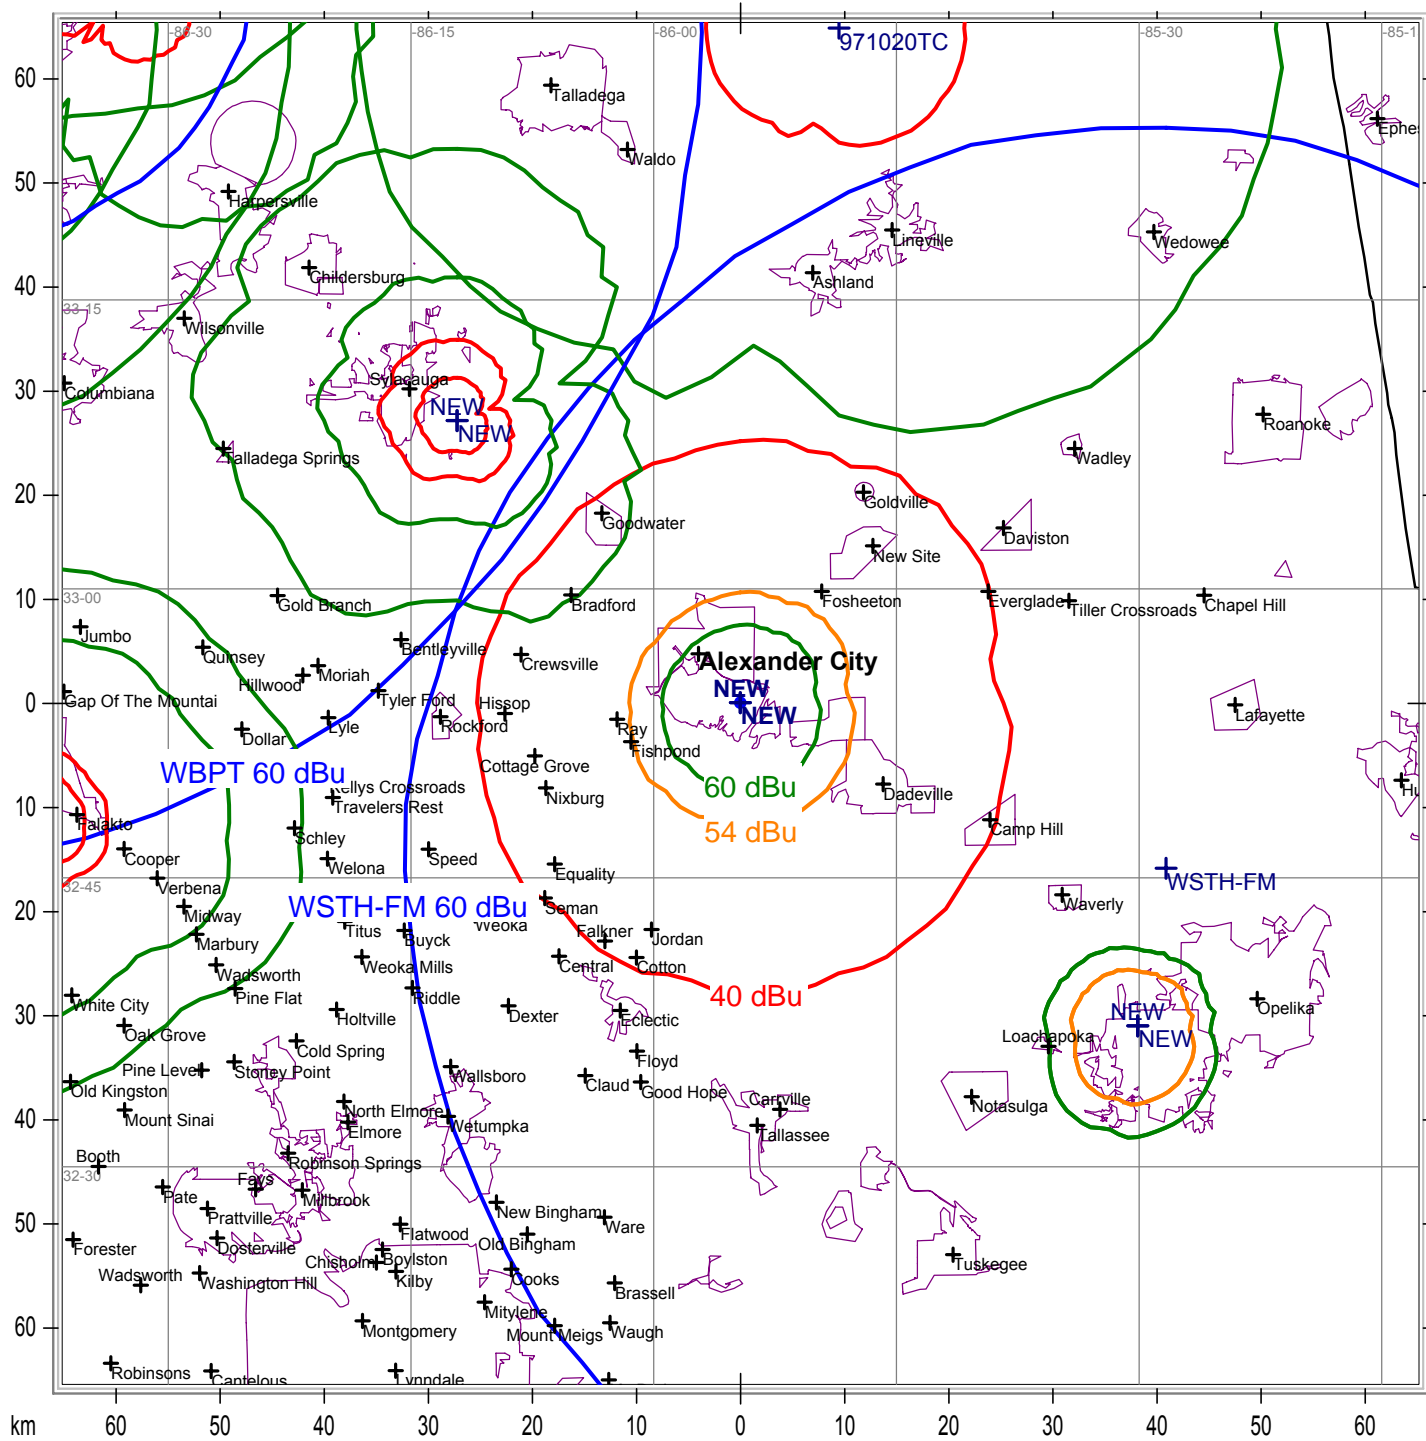 -86-30
-86-15
-86-00
-85-30
-85-1
971020TC
60
Talladega
Ephes
Waldo
50
Harpersville
Lineville
Wedowee
Childersburg
Ashland
40
33-15
Wilsonville
Sylacauga
30
Columbiana
NEW
NEW
Roanoke
Talladega Springs
Wadley
20
Goldville
Goodwater
Daviston
New Site
10
33-00
Gold Branch
Bradford
Fosheeton
Everglade
Tiller Crossroads
Chapel Hill
Jumbo
Quinsey
Bentleyville
Crewsville
Alexander City
Moriah
Hillwood
NEW
NEW
0
Gap Of The Mountai
Tyler Ford
Hissop
Rockford
Lafayette
Dollar
Lyle
Ray
Fishpond
WBPT 60 dBu
Cottage Grove
60 dBu
Kellys Crossroads
Travelers Rest
Nixburg
Dadeville
Hu
10
Falakto
54 dBu
Schley
Camp Hill
Cooper
Welona
Speed
Equality
WSTH-FM
32-45
Verbena
20
Midway
WSTH-FM 60 dBu
Seman
Waverly
Titus
Weoka
Marbury
Buyck
Falkner
Jordan
Wadsworth
Weoka Mills
Central
Cotton
White City
Pine Flat
Riddle
40 dBu
30
Holtville
Dexter
Eclectic
NEW
NEW
Opelika
Oak Grove
Cold Spring
Loachapoka
Pine Level
Stoney Point
Wallsboro
Floyd
Old Kingston
Claud
Good Hope
Carrville
Notasulga
40
Mount Sinai
North Elmore
Elmore
Wetumpka
Tallassee
Booth
Robinson Springs
32-30
Pate
Fays
Millbrook
50
Prattville
New Bingham
Ware
Forester
Dosterville
Flatwood
Old Bingham
Chisholm
Boylston
Tuskegee
Wadsworth
Washington Hill
Kilby
Cooks
Brassell
Mitylene
60
Montgomery
Mount Meigs
Waugh
Robinsons
Cantelous
Lynndale
km
60
50
40
30
20
10
0
10
20
30
40
50
60